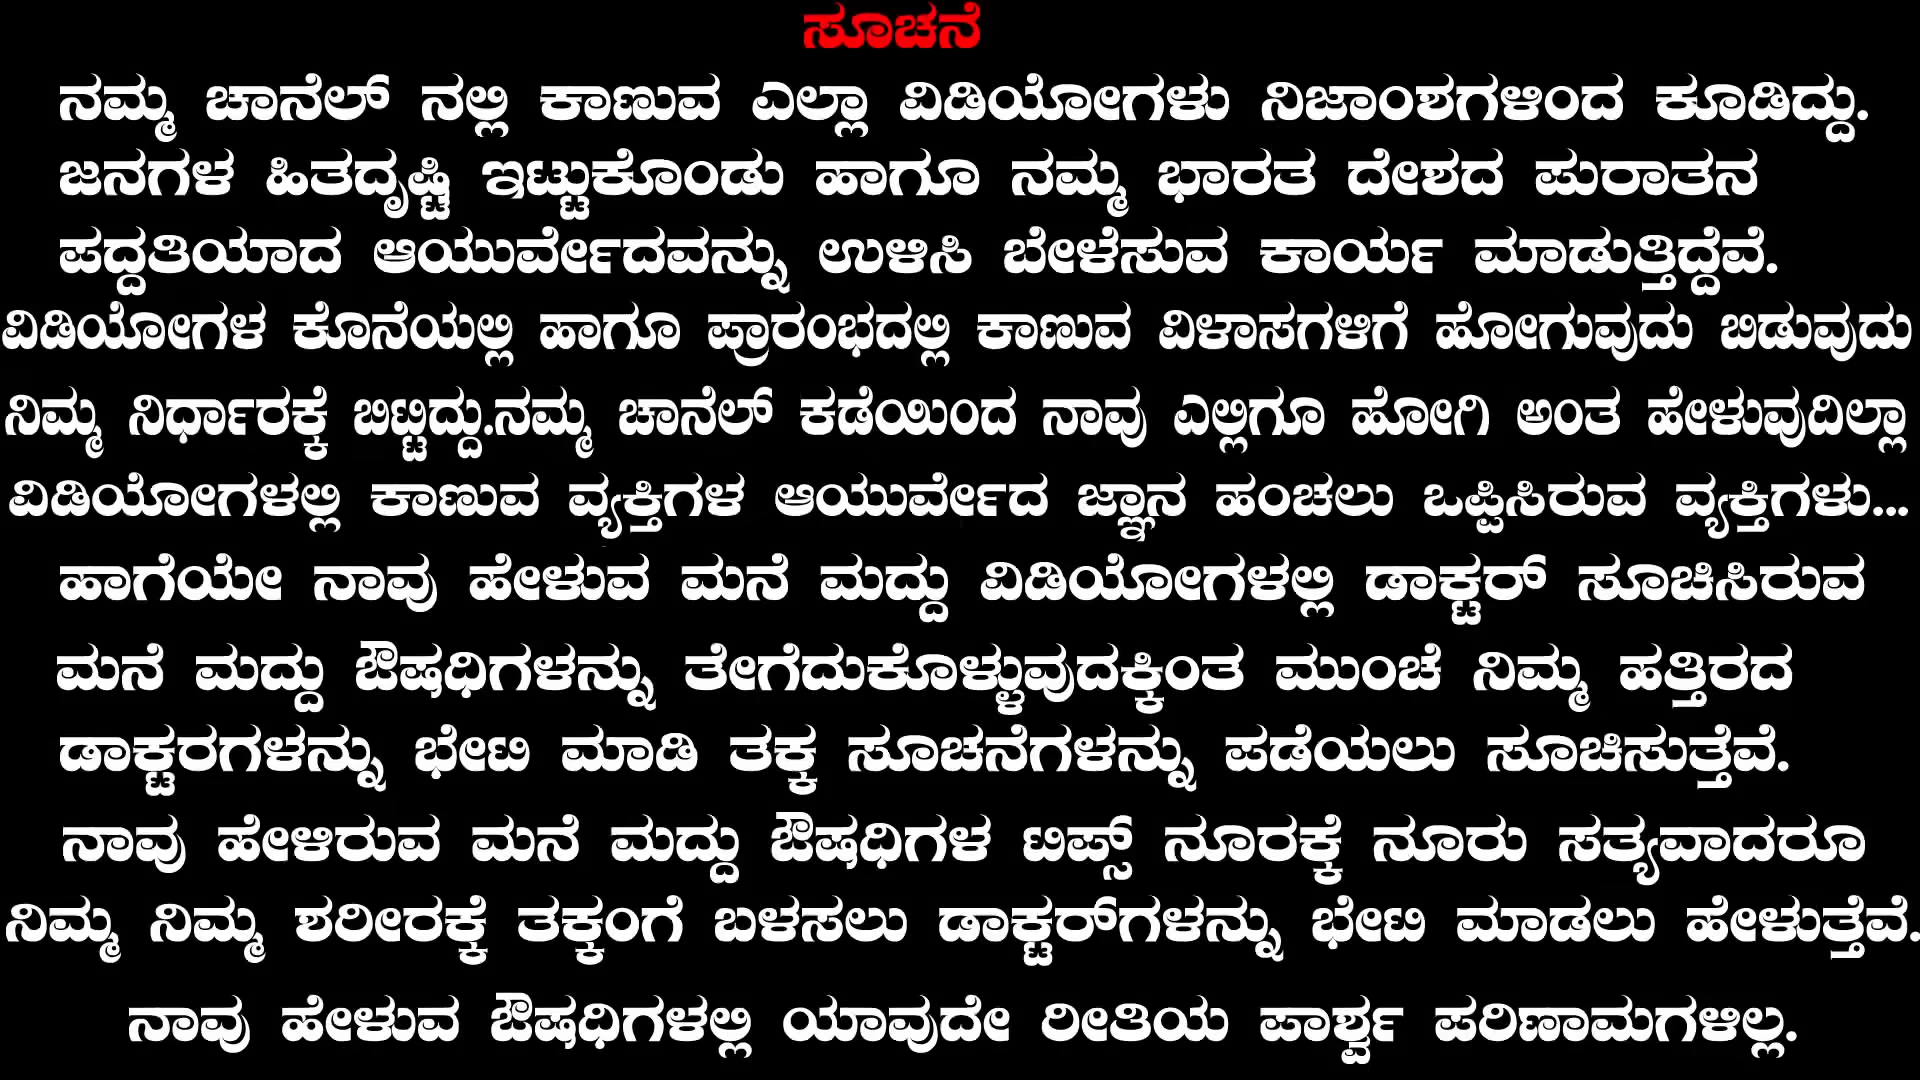 ಸೂಚನೆ
ನಮ್ಮ ಚಾನೆಲ್ ನಲ್ಲಿ ಕಾಣುವ ಎಲ್ಲಾ ವಿಡಿಯೋಗಳು ನಿಜಾಂಶಗಳಿಂದ ಕೂಡಿದ್ದು.
ಜನಗಳ ಹಿತದೃಷ್ಟಿ ಇಟ್ಟುಕೊಂಡು ಹಾಗೂ ನಮ್ಮ ಭಾರತ ದೇಶದ ಪುರಾತನ
ಪದ್ದತಿಯಾದ ಆಯುರ್ವೇದವನ್ನು ಉಳಿಸಿ ಬೇಳೆಸುವ ಕಾರ್ಯ ಮಾಡುತ್ತಿದ್ದೆವೆ.
ವಿಡಿಯೋಗಳ ಕೊನೆಯಲ್ಲಿ ಹಾಗೂ ಪ್ರಾರಂಭದಲ್ಲಿ ಕಾಣುವ ವಿಳಾಸಗಳಿಗೆ ಹೋಗುವುದು ಬಿಡುವುದು
ನಿಮ್ಮ ನಿರ್ಧಾರಕ್ಕೆ ಬಿಟ್ಟಿದ್ದು.ನಮ್ಮ ಚಾನೆಲ್ ಕಡೆಯಿಂದ ನಾವು ಎಲ್ಲಿಗೂ ಹೋಗಿ ಅಂತ ಹೇಳುವುದಿಲ್ಲಾ
ವಿಡಿಯೋಗಳಲ್ಲಿ ಕಾಣುವ ವ್ಯಕ್ತಿಗಳ ಆಯುರ್ವೇದ ಜ್ಞಾನ ಹಂಚಲು ಒಪ್ಪಿಸಿರುವ ವ್ಯಕ್ತಿಗಳು...
ಹಾಗೆಯೇ ನಾವು ಹೇಳುವ ಮನೆ ಮದ್ದು ವಿಡಿಯೋಗಳಲ್ಲಿ ಡಾಕ್ಟರ್ ಸೂಚಿಸಿರುವ
ಮನೆ ಮದ್ದು ಔಷಧಿಗಳನ್ನು ತೇಗೆದುಕೊಳ್ಳುವುದಕ್ಕಿಂತ ಮುಂಚೆ ನಿಮ್ಮ ಹತ್ತಿರದ
ಡಾಕ್ಟರಗಳನ್ನು ಭೇಟಿ ಮಾಡಿ ತಕ್ಕ ಸೂಚನೆಗಳನ್ನು ಪಡೆಯಲು ಸೂಚಿಸುತ್ತೆವೆ.
ನಾವು ಹೇಳಿರುವ ಮನೆ ಮದ್ದು ಔಷಧಿಗಳ ಟಿಪ್ಸ್ ನೂರಕ್ಕೆ ನೂರು ಸತ್ಯವಾದರೂ
ನಿಮ್ಮ ನಿಮ್ಮ ಶರೀರಕ್ಕೆ ತಕ್ಕಂಗೆ ಬಳಸಲು ಡಾಕ್ಟರ್‌ಗಳನ್ನು ಭೇಟಿ ಮಾಡಲು ಹೇಳುತ್ತೆವೆ.
ನಾವು ಹೇಳುವ ಔಷಧಿಗಳಲ್ಲಿ ಯಾವುದೇ ರೀತಿಯ ಪಾರ್ಶ್ವ ಪರಿಣಾಮಗಳಿಲ್ಲ.